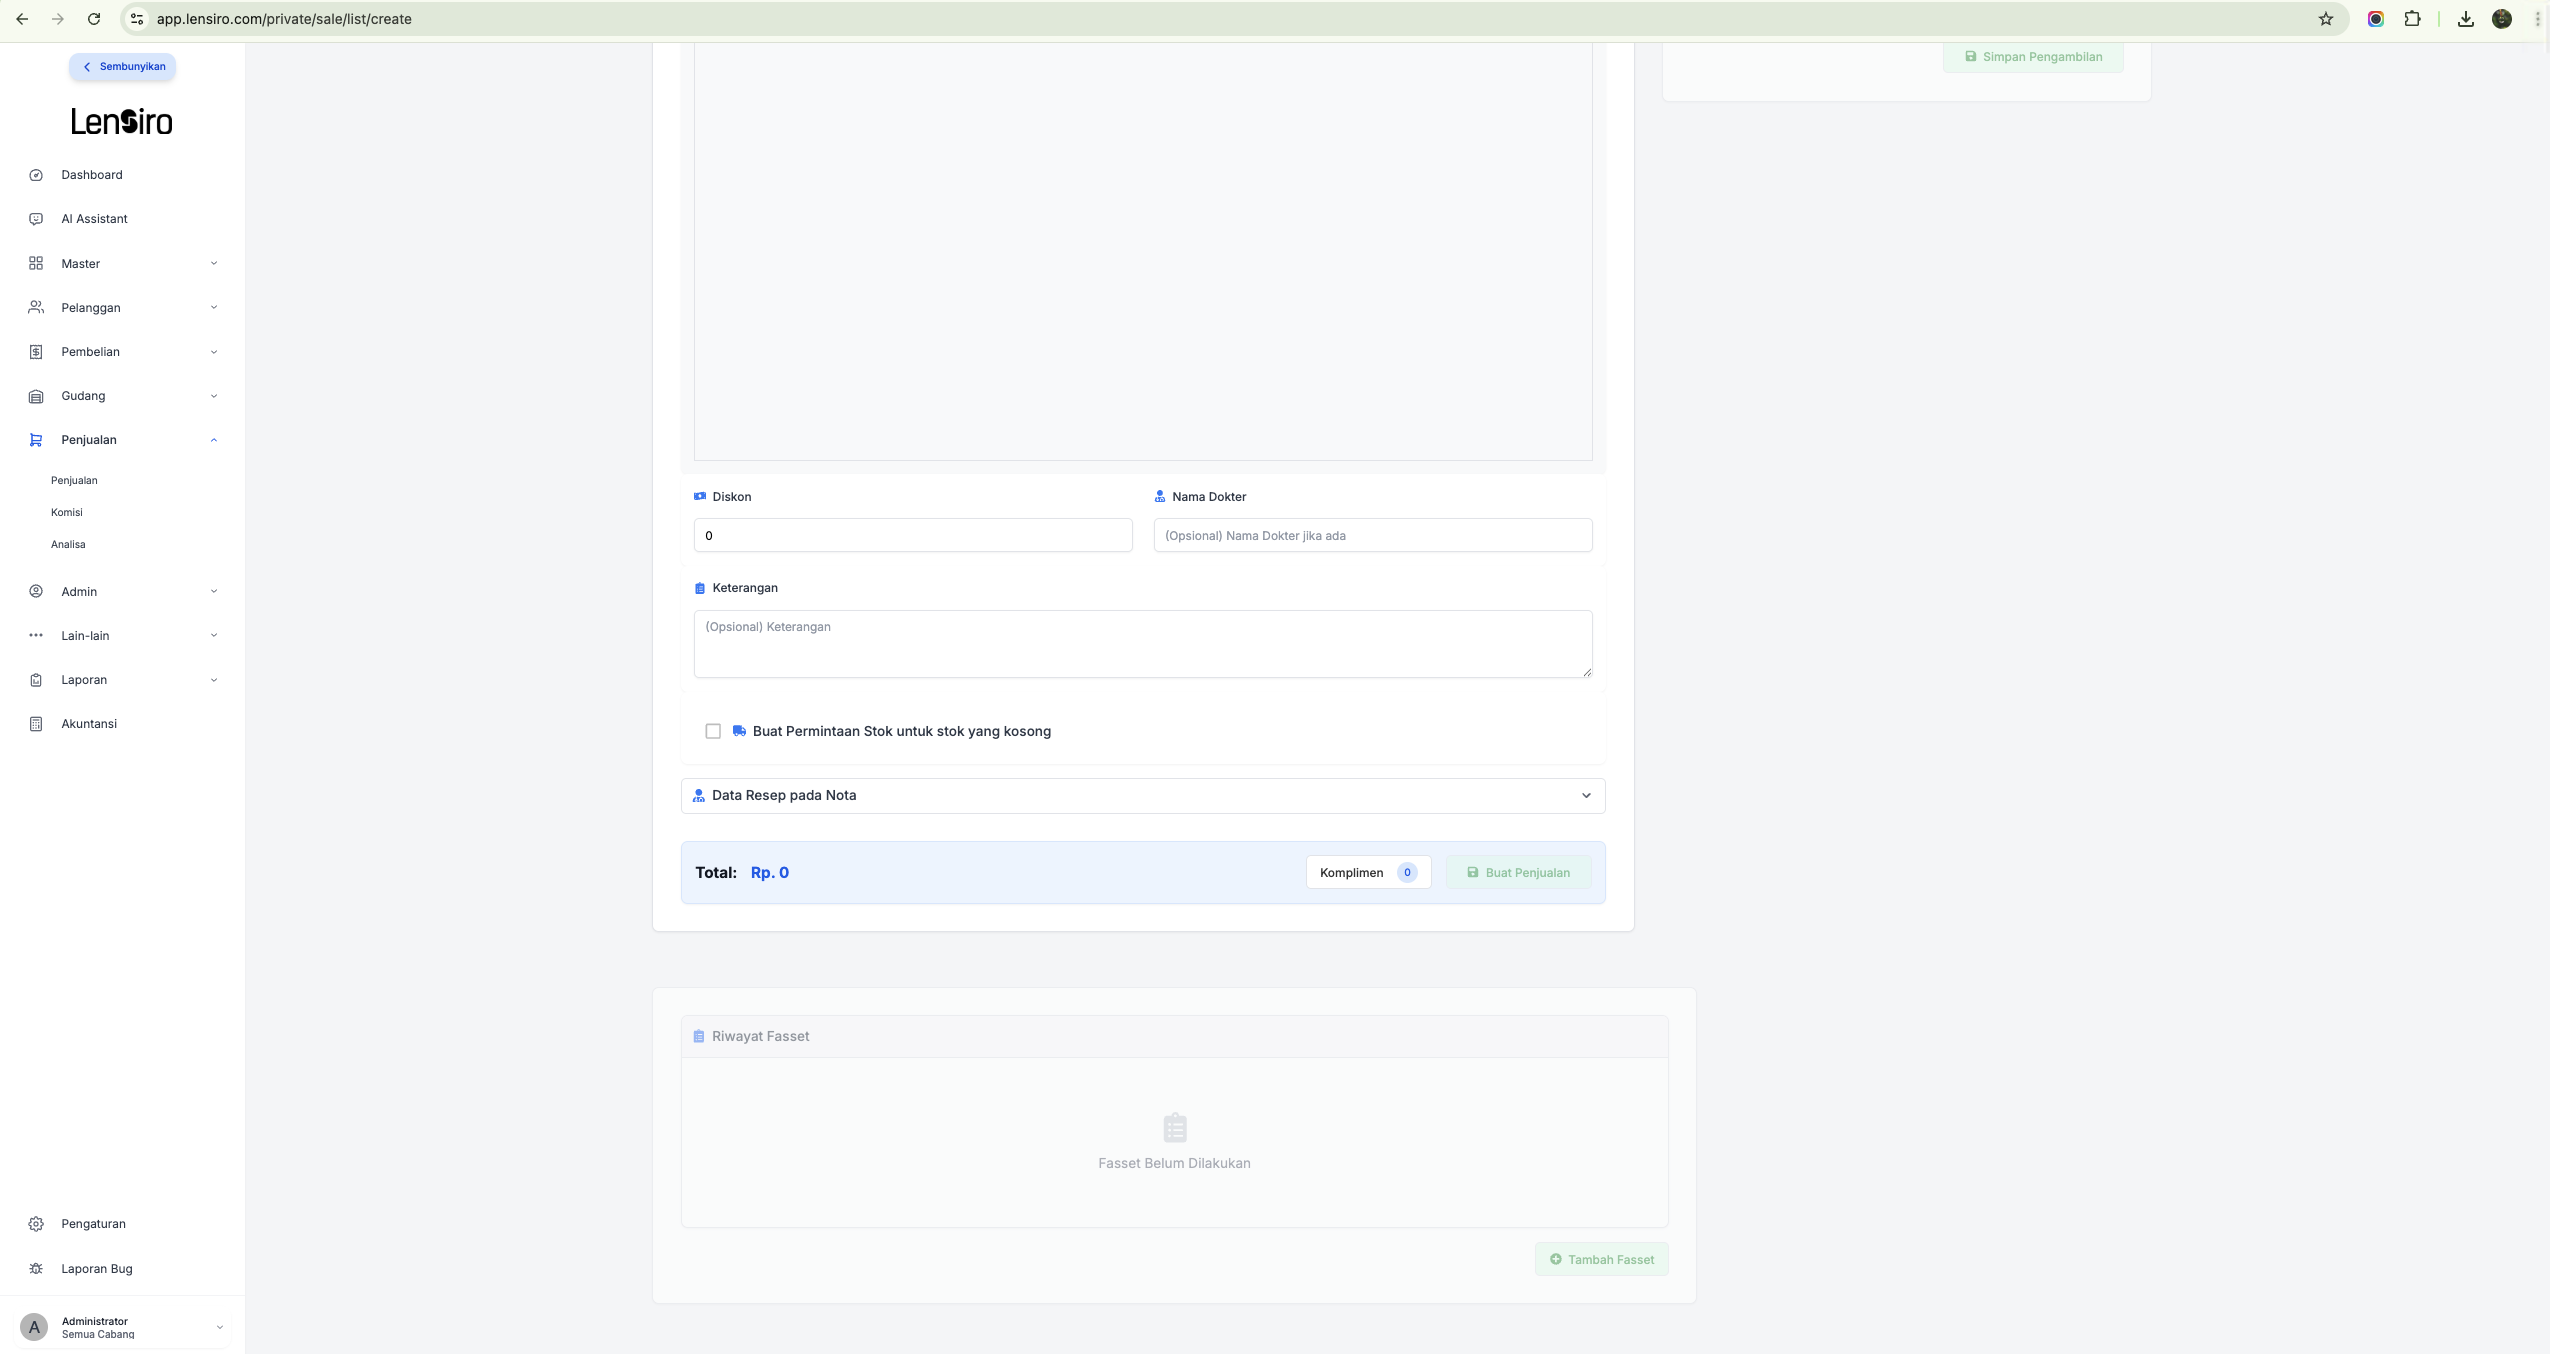 app.lensiro.com/private/sale/list/create
Sembunyikan
Simpan Pengambilan
LenSiro
Dashboard
AI Assistant
Master
Pelanggan
Pembelian
Gudang
Penjualan
Penjualan
Komisi
Analisa
Admin
Lain-lain
Laporan
Akuntansi
Pengaturan
Laporan Bug
A
Administrator
Semua Cabang
Diskon
0
Nama Dokter
(Opsional) Nama Dokter jika ada
Keterangan
(Opsional) Keterangan
Buat Permintaan Stok untuk stok yang kosong
Data Resep pada Nota
Total: Rp. 0
Komplimen 0
Buat Penjualan
Riwayat Fasset
Fasset Belum Dilakukan
Tambah Fasset